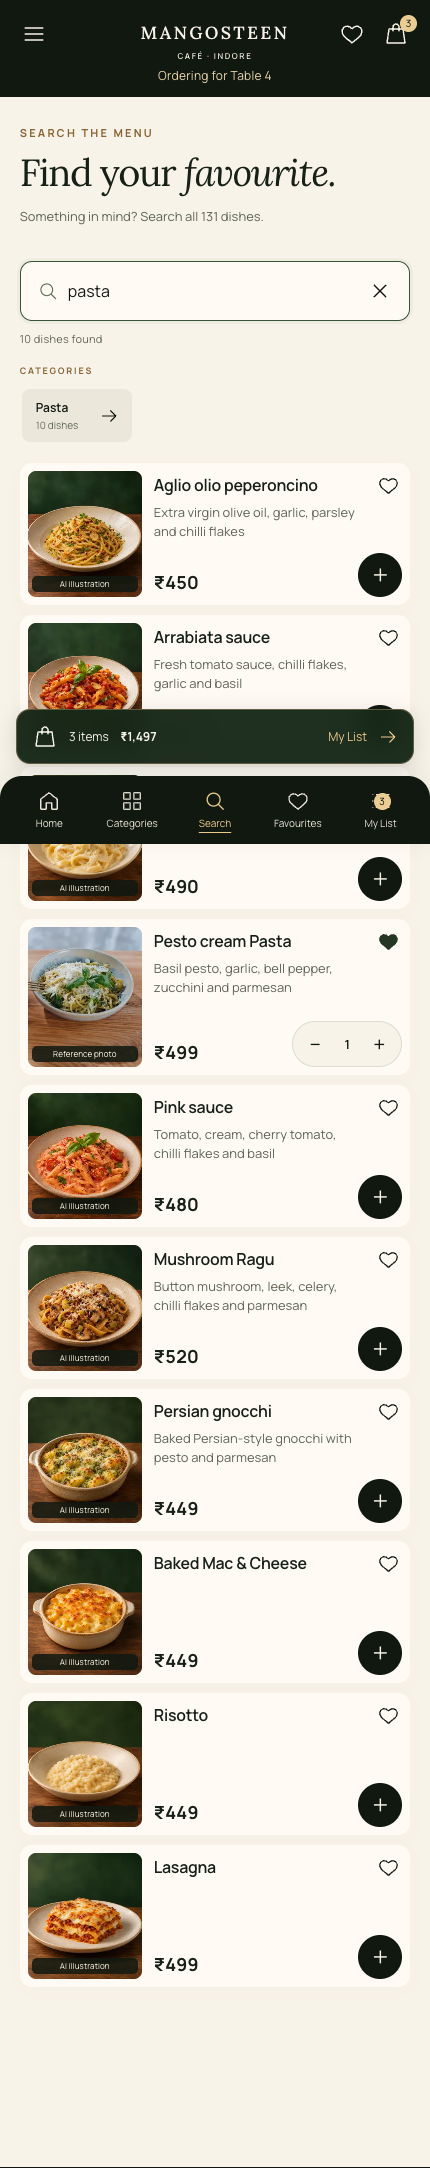 MANGOSTEEN
CAFÉ · INDORE
Ordering for Table 4
3
SEARCH THE MENU
Find your favourite.
Something in mind? Search all 131 dishes.
pasta
10 dishes found
CATEGORIES
Pasta
10 dishes
Aglio olio peperoncino
Extra virgin olive oil, garlic, parsley
and chilli flakes
AI illustration
₹450
Arrabiata sauce
Fresh tomato sauce, chilli flakes,
garlic and basil
3 items ₹1,497
My List
Home
Categories
Search
Favourites
3
My List
AI illustration
₹490
Pesto cream Pasta
Basil pesto, garlic, bell pepper,
zucchini and parmesan
Reference photo
₹499
− 1 +
Pink sauce
Tomato, cream, cherry tomato,
chilli flakes and basil
AI illustration
₹480
Mushroom Ragu
Button mushroom, leek, celery,
chilli flakes and parmesan
AI illustration
₹520
Persian gnocchi
Baked Persian-style gnocchi with
pesto and parmesan
AI illustration
₹449
Baked Mac & Cheese
AI illustration
₹449
Risotto
AI illustration
₹449
Lasagna
AI illustration
₹499